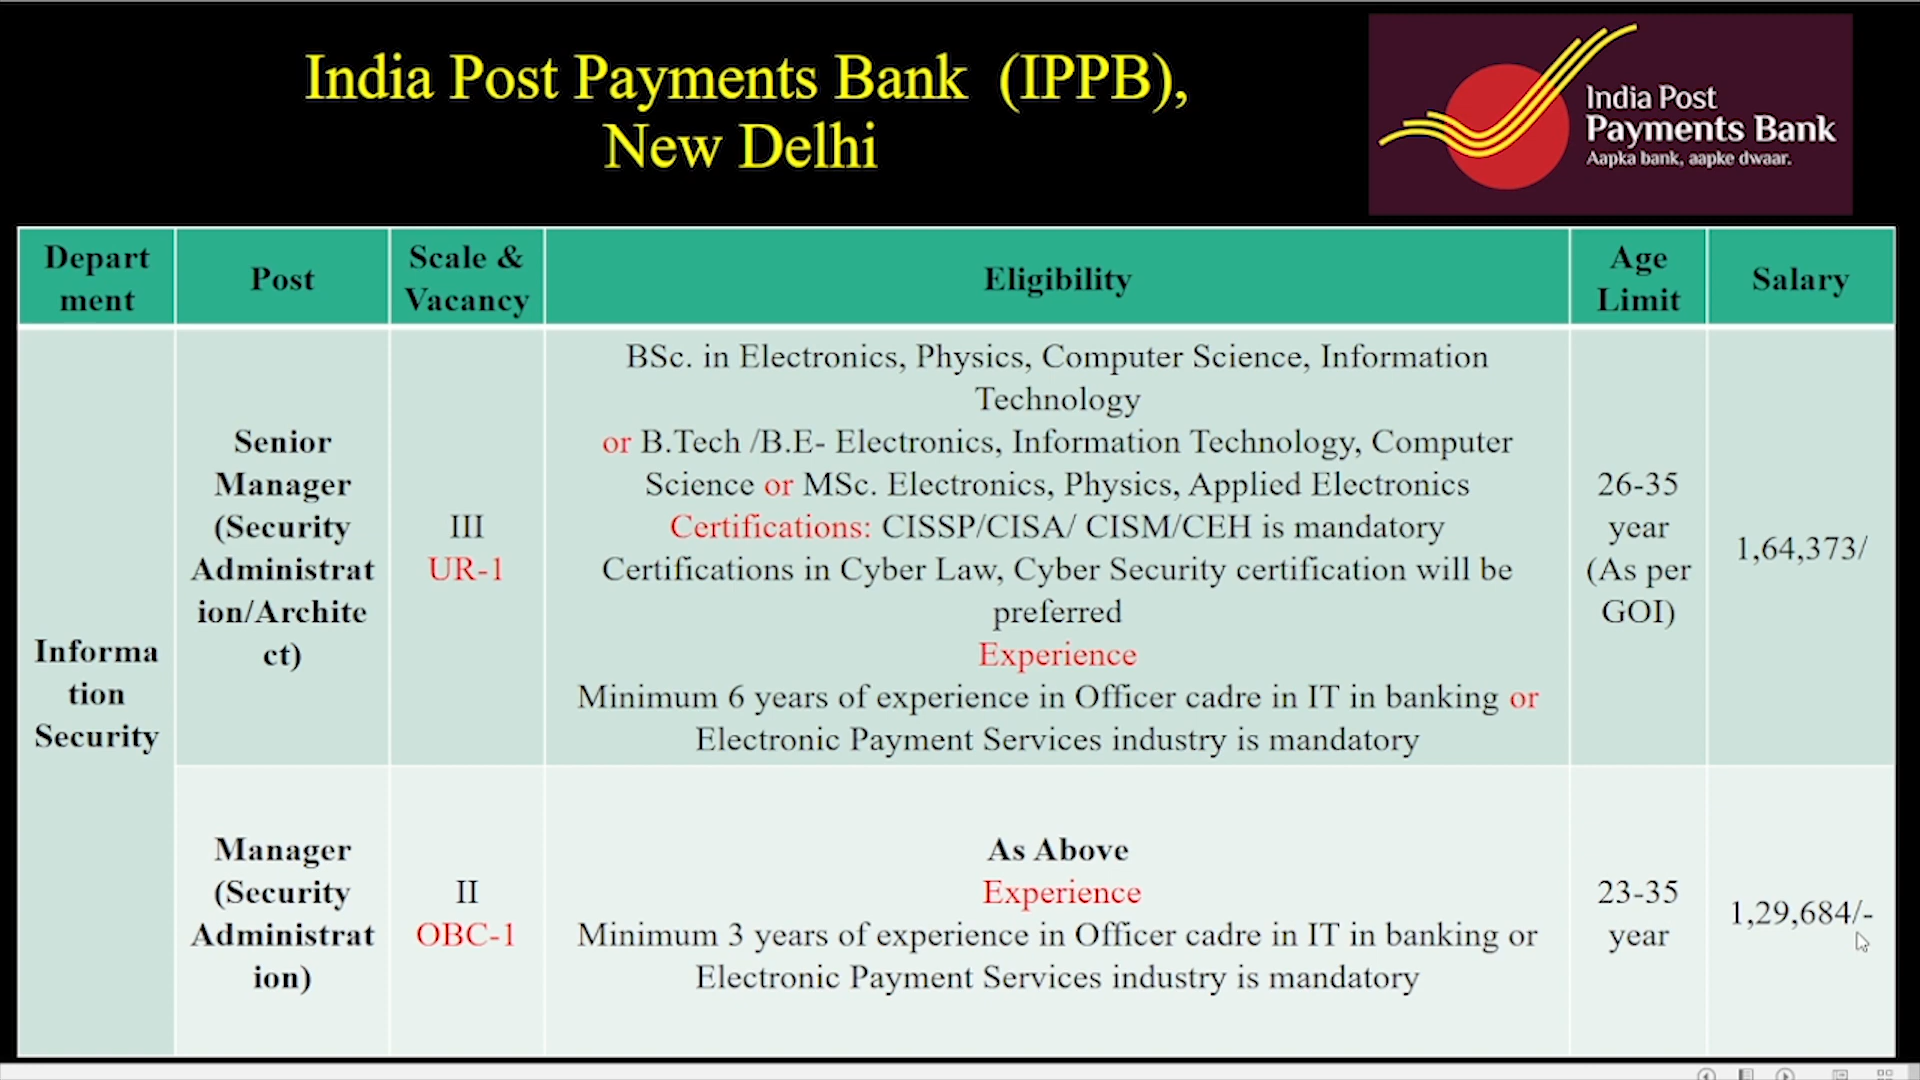 India Post Payments Bank (IPPB),
New Delhi
India Post
Payments Bank
Aapka bank, aapke dwaar.
Depart
ment
Post
Scale &
Vacancy
Eligibility
Age
Limit
Salary
Informa
tion
Security
Senior
Manager
(Security
Administrat
ion/Archite
ct)
III
UR-1
BSc. in Electronics, Physics, Computer Science, Information
Technology
or B.Tech /B.E- Electronics, Information Technology, Computer
Science or MSc. Electronics, Physics, Applied Electronics
Certifications: CISSP/CISA/ CISM/CEH is mandatory
Certifications in Cyber Law, Cyber Security certification will be
preferred
Experience
Minimum 6 years of experience in Officer cadre in IT in banking or
Electronic Payment Services industry is mandatory
26-35
year
(As per
GOI)
1,64,373/
Manager
(Security
Administrat
ion)
II
OBC-1
As Above
Experience
Minimum 3 years of experience in Officer cadre in IT in banking or
Electronic Payment Services industry is mandatory
23-35
year
1,29,684/-